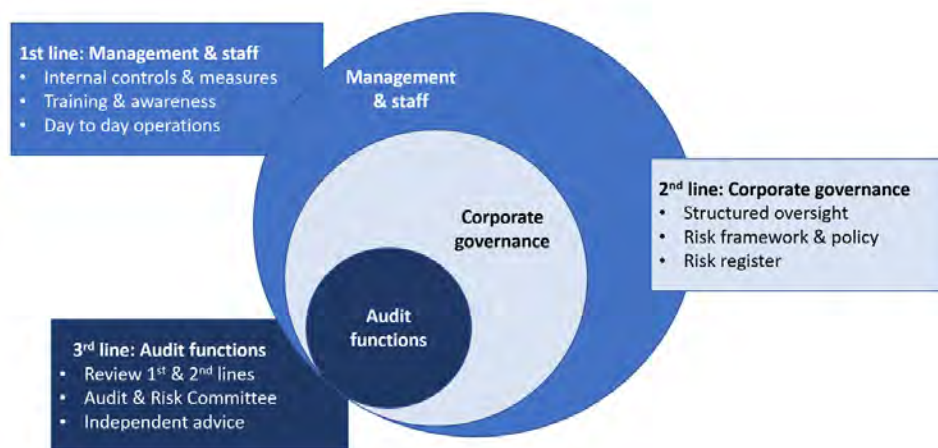 1st line: Management & staff
• Internal controls & measures
• Training & awareness
• Day to day operations
Management
& staff
2nd line: Corporate governance
• Structured oversight
• Risk framework & policy
• Risk register
Corporate
governance
Audit
functions
3rd line: Audit functions
• Review 1st & 2nd lines
• Audit & Risk Committee
• Independent advice